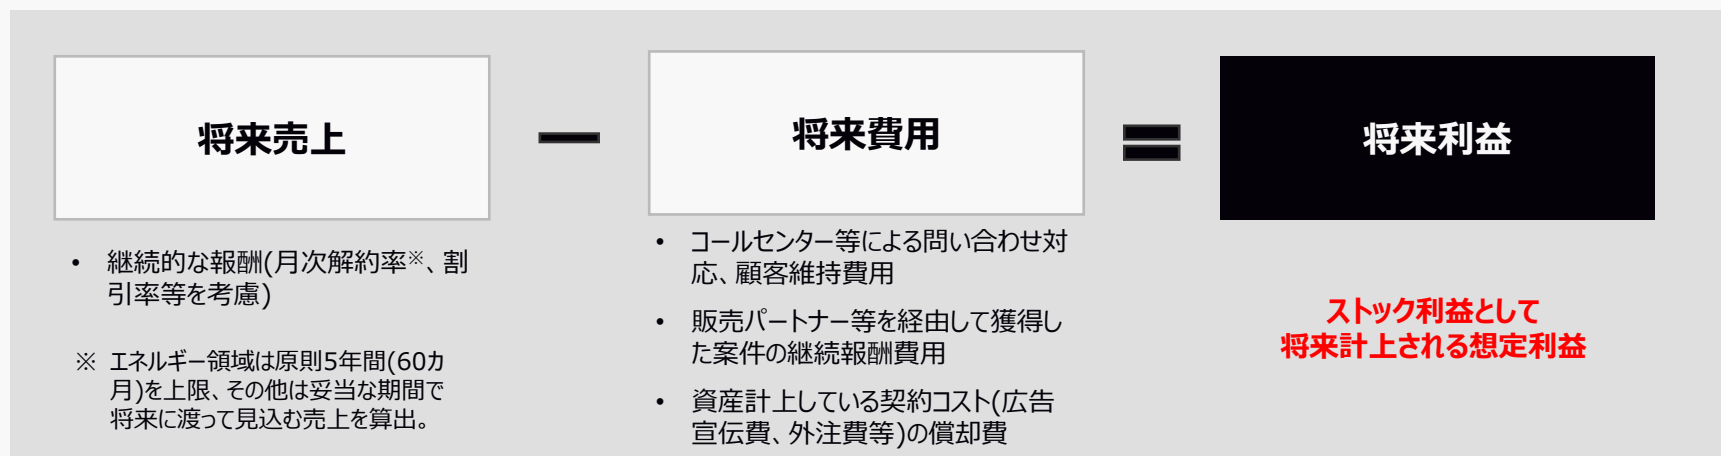 将来売上
継続的な報酬(月次解約率※、割
引率等を考慮)
※ エネルギー領域は原則5年間(60カ
月)を上限、その他は妥当な期間で
将来に渡って見込む売上を算出。
将来費用
• コールセンター等による問い合わせ対
応、顧客維持費用
• 販売パートナー等を経由して獲得し
た案件の継続報酬費用
• 資産計上している契約コスト(広告
宣伝費、外注費等)の償却費
将来利益
ストック利益として
将来計上される想定利益